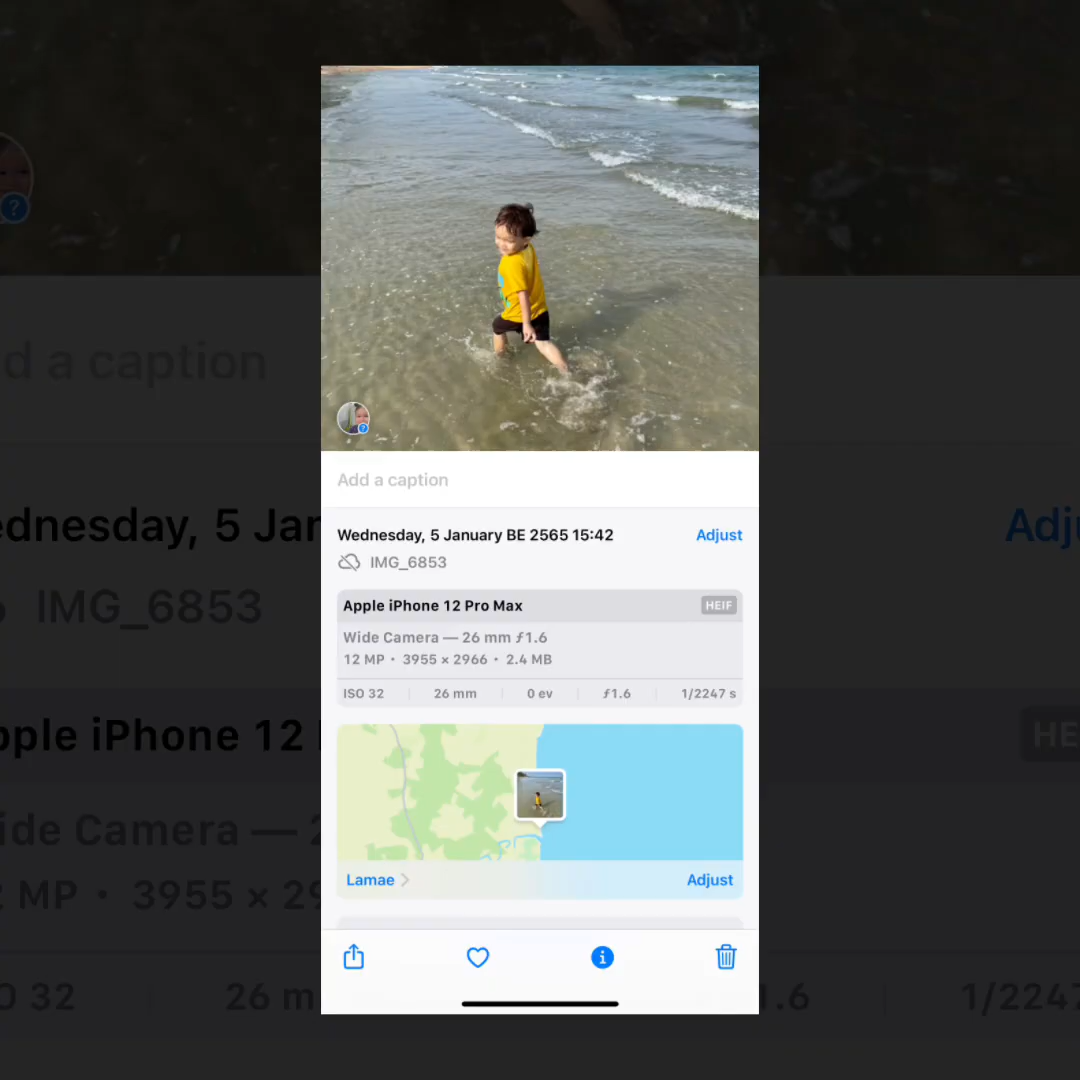 Add a caption
Wednesday, 5 January BE 2565 15:42
Adjust
IMG_6853
Apple iPhone 12 Pro Max
HEIF
Wide Camera — 26 mm ƒ1.6
12 MP • 3955 × 2966 • 2.4 MB
ISO 32 | 26 mm | 0 ev | ƒ1.6 | 1/2247 s
Lamae
Adjust